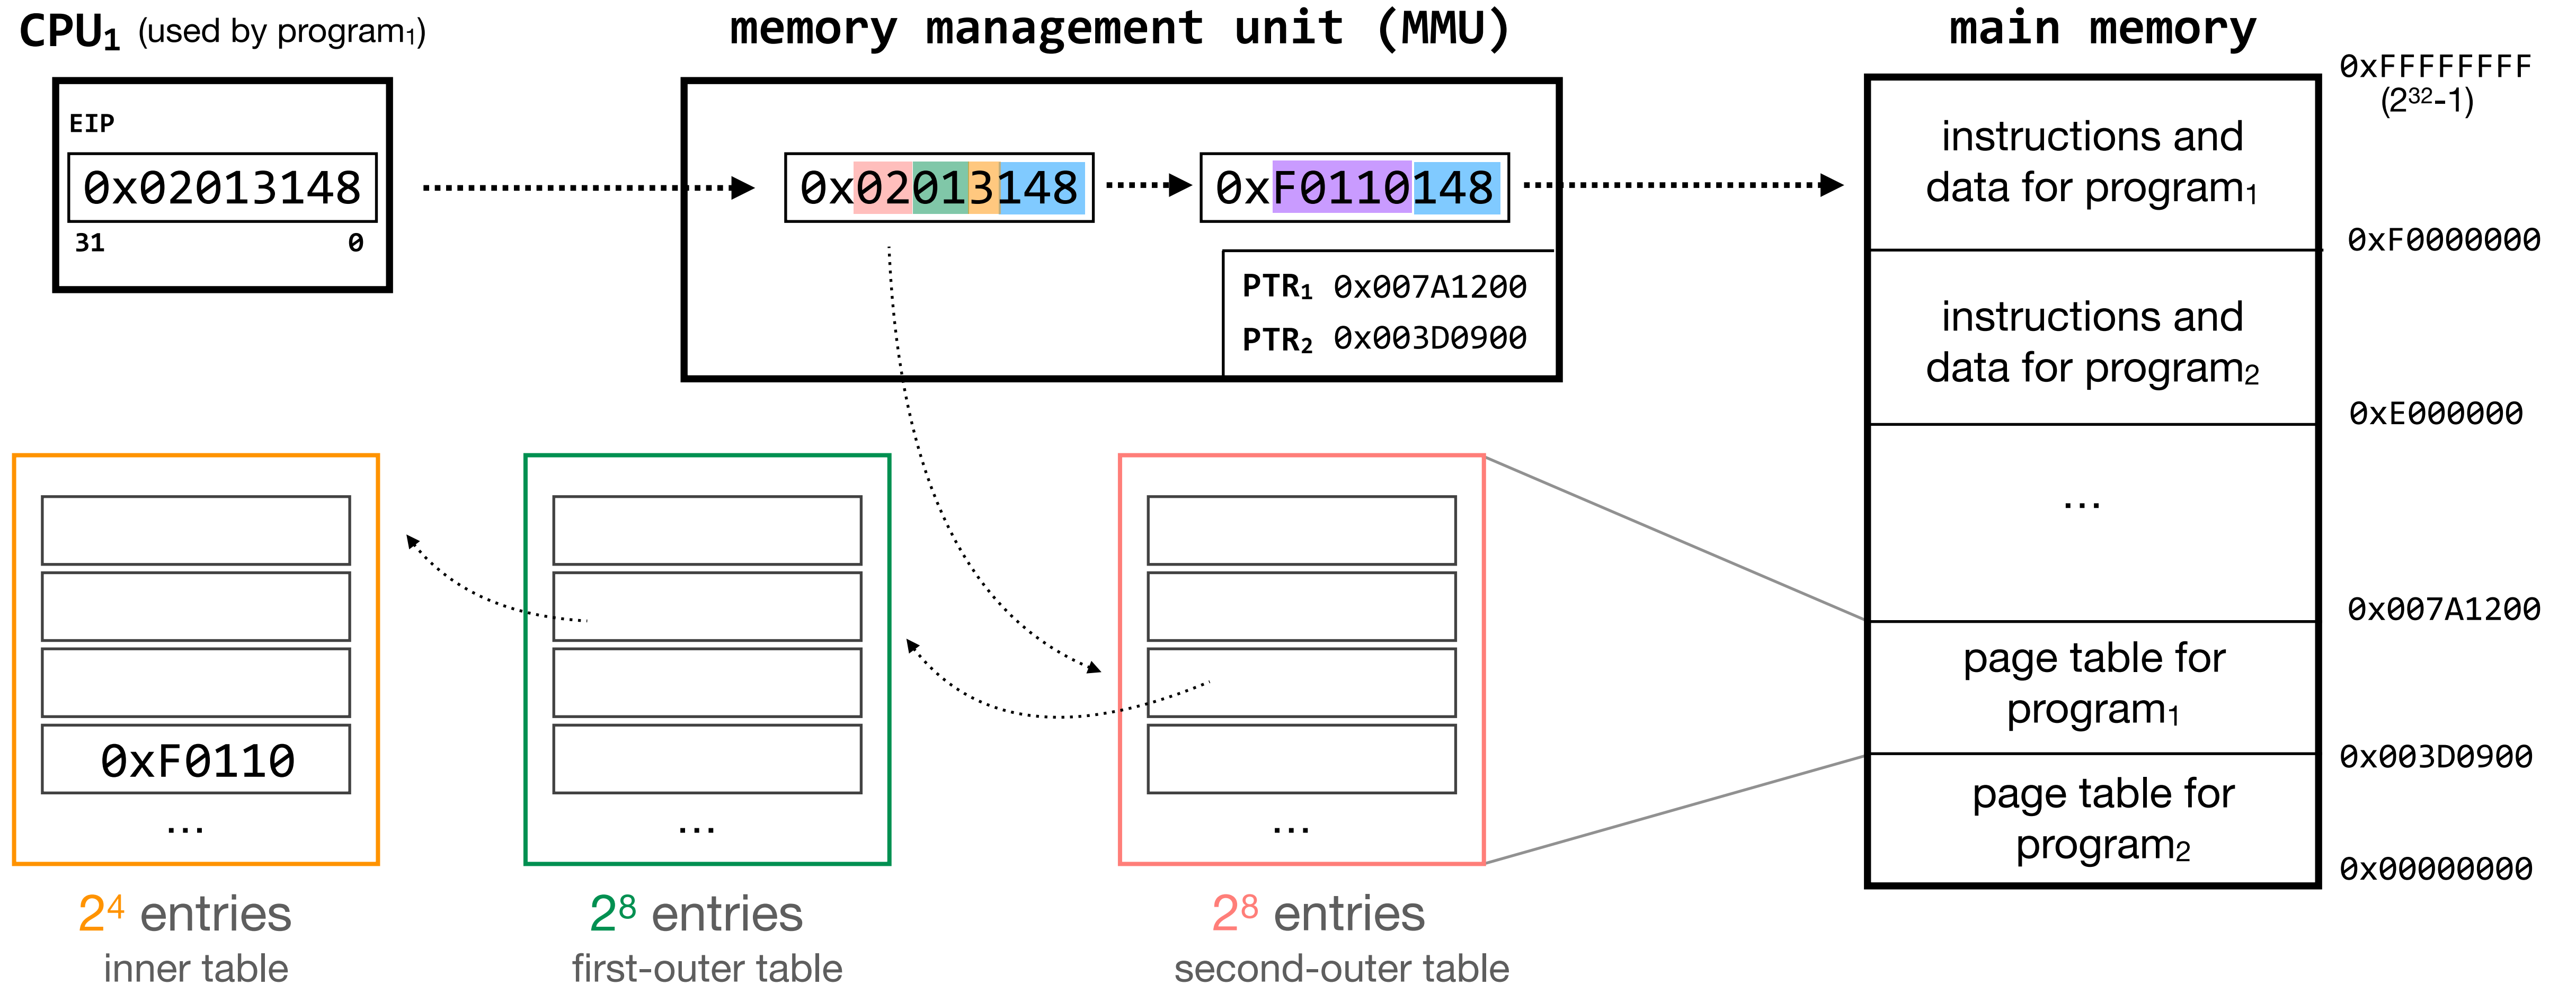 CPU₁ (used by program₁)
EIP
0x02013148
31 0
memory management unit (MMU)
0x02013148
0xF0110148
PTR₁ 0x007A1200
PTR₂ 0x003D0900
main memory
0xFFFFFFFF
(2³²-1)
instructions and
data for program₁
0xF0000000
instructions and
data for program₂
0xE000000
...
0x007A1200
page table for
program₁
0x003D0900
page table for
program₂
0x00000000
0xF0110
...
2⁴ entries
inner table
...
2⁸ entries
first-outer table
...
2⁸ entries
second-outer table